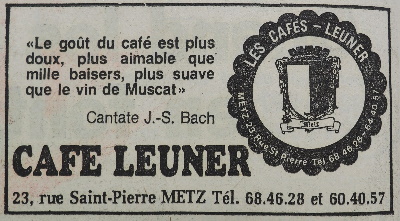 «Le goût du café est plus
doux, plus aimable que
mille baisers, plus suave
que le vin de Muscat»
Cantate J.-S. Bach
CAFE LEUNER
23, rue Saint-Pierre METZ Tél. 68.46.28 et 60.40.57
LES CAFÉS - LEUNER
METZ - 23, Rue St Pierre Tél. 68.46.28 - 60.40.57
Metz